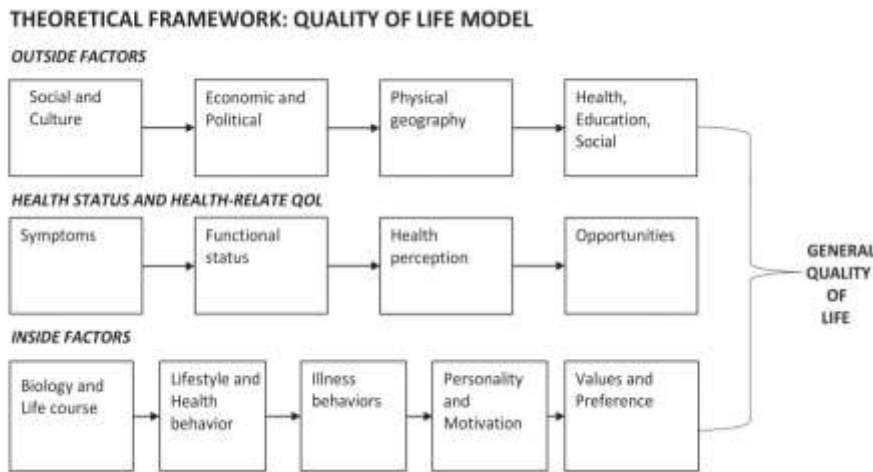 THEORETICAL FRAMEWORK: QUALITY OF LIFE MODEL
OUTSIDE FACTORS
Social and
Culture
Economic and
Political
Physical
geography
Health,
Education,
Social
HEALTH STATUS AND HEALTH-RELATE QOL
Symptoms
Functional
status
Health
perception
Opportunities
GENERAL
QUALITY
OF
LIFE
INSIDE FACTORS
Biology and
Life course
Lifestyle and
Health
behavior
Illness
behaviors
Personality
and
Motivation
Values and
Preference